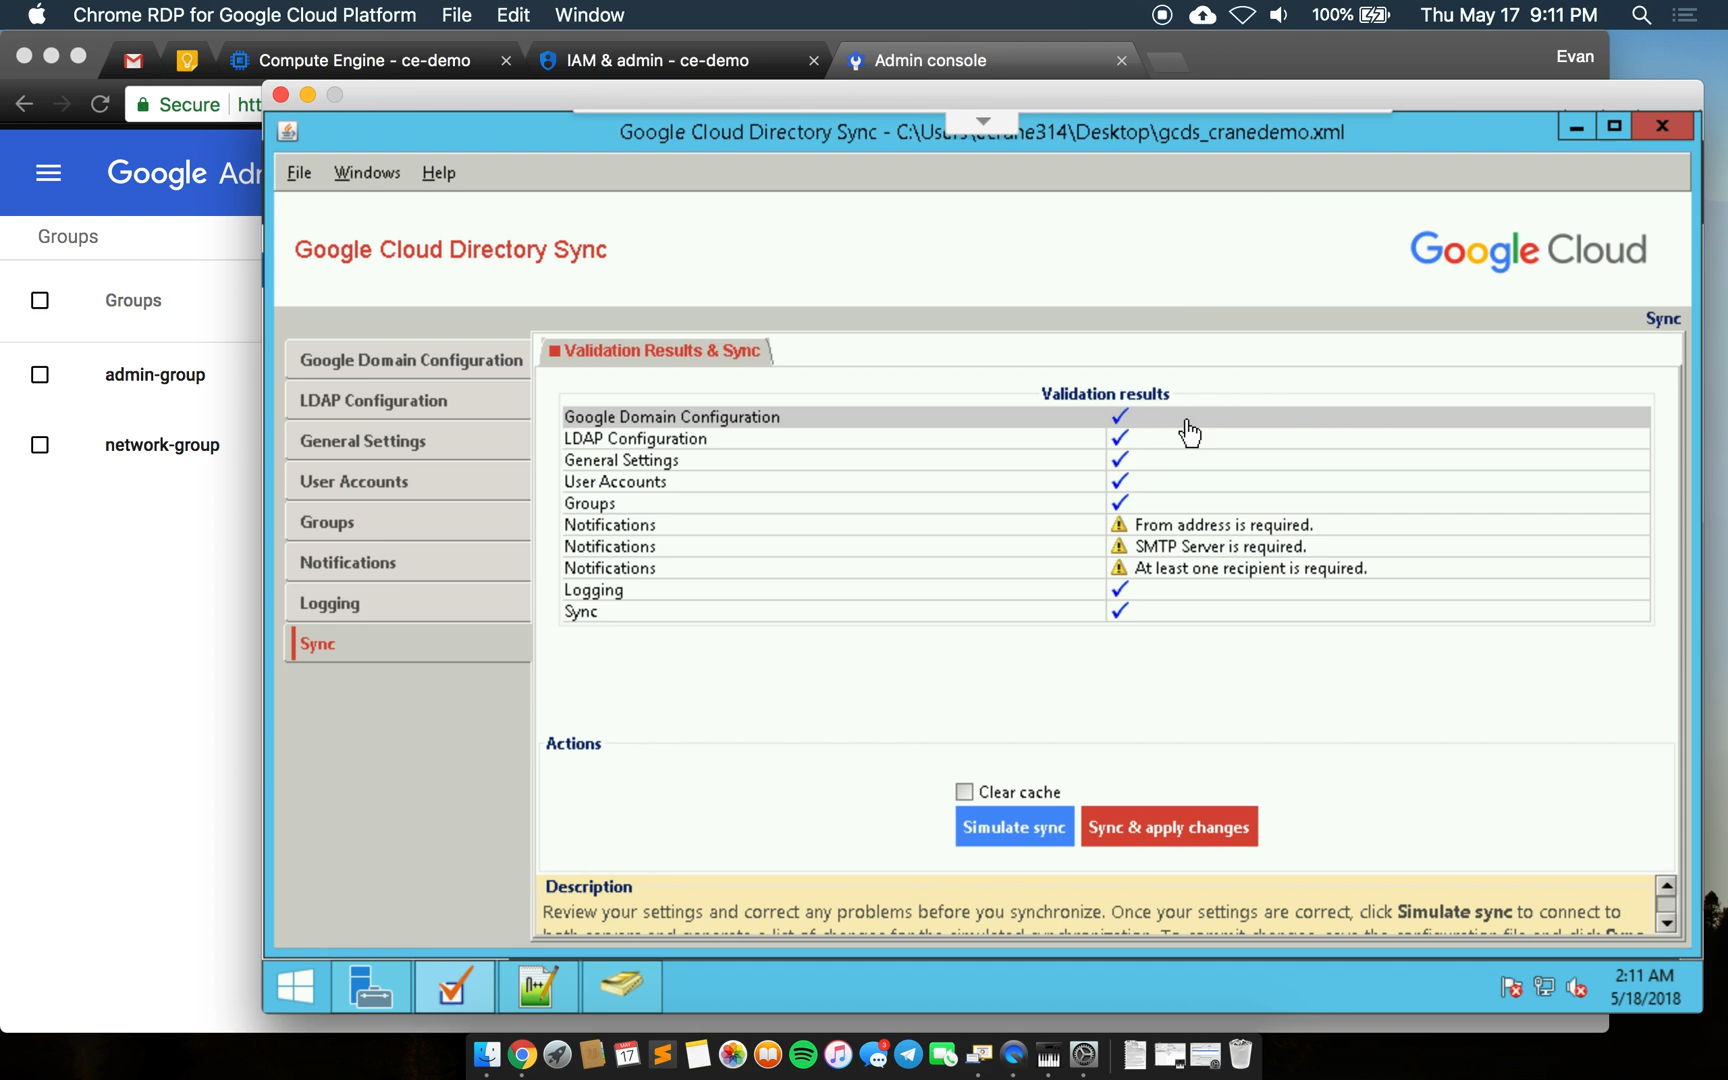 Chrome RDP for Google Cloud Platform File Edit Window 100% Thu May 17 9:11 PM
Compute Engine - ce-demo IAM & admin - ce-demo Admin console Evan
Secure
Google Cloud Directory Sync - gcds_cranedemo.xml
Google
File Windows Help
Groups
Google Cloud Directory Sync
Google Cloud
Groups
Sync
Google Domain Configuration
Validation Results & Sync
admin-group
LDAP Configuration
Validation results
Google Domain Configuration
General Settings
LDAP Configuration
network-group
General Settings
User Accounts
User Accounts
Groups
Groups
Notifications From address is required.
Notifications SMTP Server is required.
Notifications
Notifications At least one recipient is required.
Logging
Logging
Sync
Sync
Actions
Clear cache
Simulate sync Sync & apply changes
Description
Review your settings and correct any problems before you synchronize. Once your settings are correct, click Simulate sync to connect to
n++
2:11 AM
5/18/2018
MAY
17
3